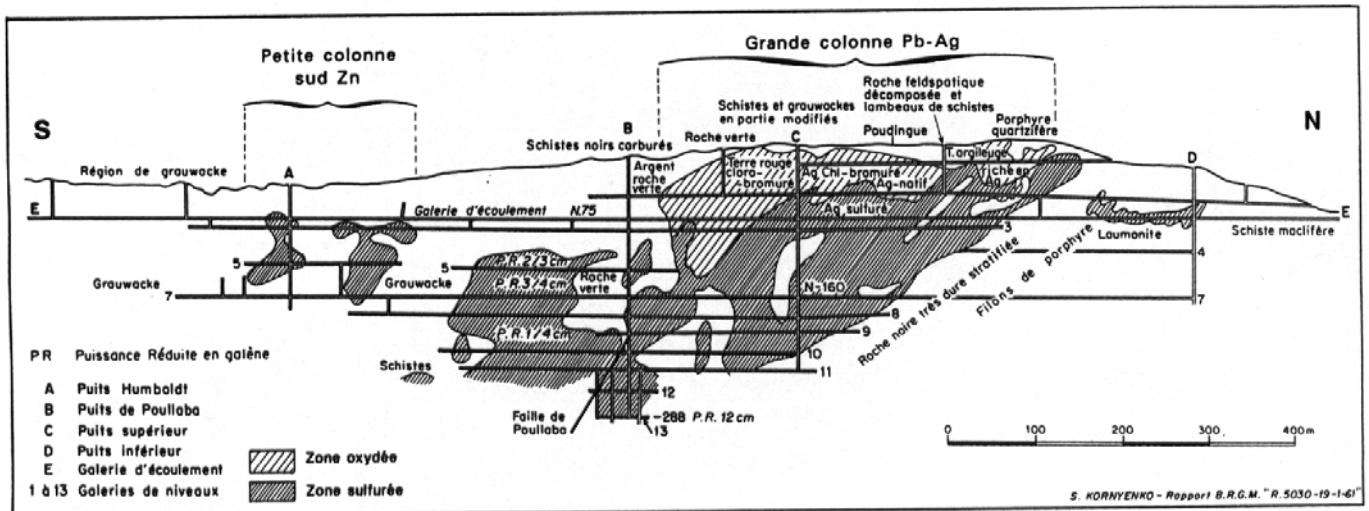 Petite colonne
sud Zn
Grande colonne Pb-Ag
S
N
Roche feldspatique
décomposée et
lambeaux de schistes
Schistes et grauwackes
en partie modifiés
Porphyre
quartzifère
Poudingue
B
Roche verte
C
Schistes noirs carburés
Argent
roche
verte
Terre rouge
cloro-
bromuré
Ag Chi-bromuré
Ag-natif
T. argileuse
riche en
Ag
D
Région de grauwacke
A
E
Galerie d'écoulement
N.75
Ag sulfuré
3
Laumonite
E
Schiste maclifère
5
5
P.R. 2/3 cm
Roche
verte
4
Grauwacke
7
Grauwacke
P.R. 3/4 cm
N-160
7
8
Roche noire très dure stratifiée
Filons de porphyre
P.R. 1/4 cm
9
10
11
Schistes
12
Faille de
Poullaba
-288 P.R. 12 cm
13
PR Puissance Réduite en galène
A Puits Humboldt
B Puits de Poullaba
C Puits supérieur
D Puits inférieur
E Galerie d'écoulement
1 à 13 Galeries de niveaux
Zone oxydée
Zone sulfurée
0 100 200 300 400 m
S. KORNYENKO - Rapport B.R.G.M. "R.5030-19-1-61"